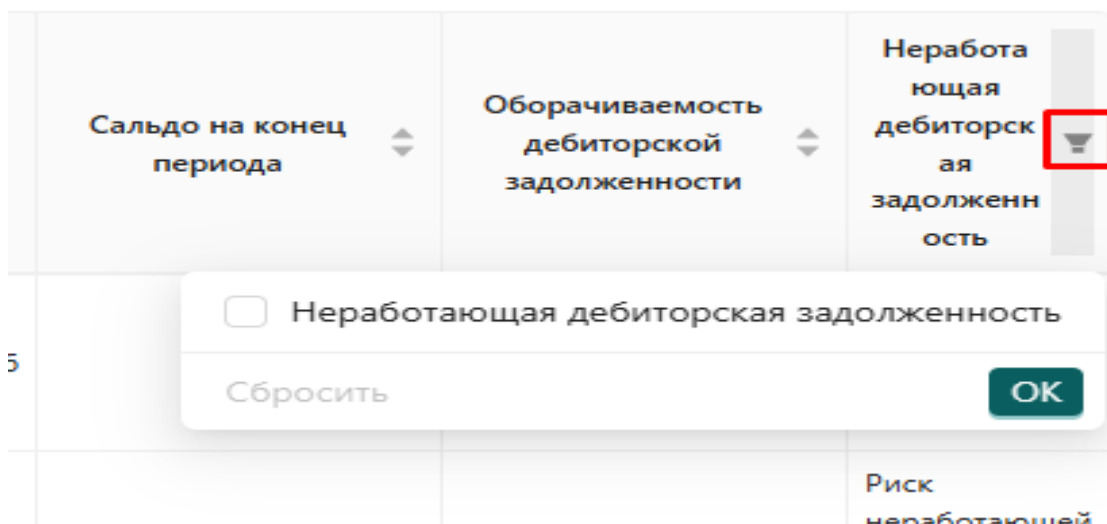 Сальдо на конец
периода
Оборачиваемость
дебиторской
задолженности
Неработа
ющая
дебиторск
ая
задолженн
ость
Неработающая дебиторская задолженность
5
Сбросить
OK
Риск
неработающей